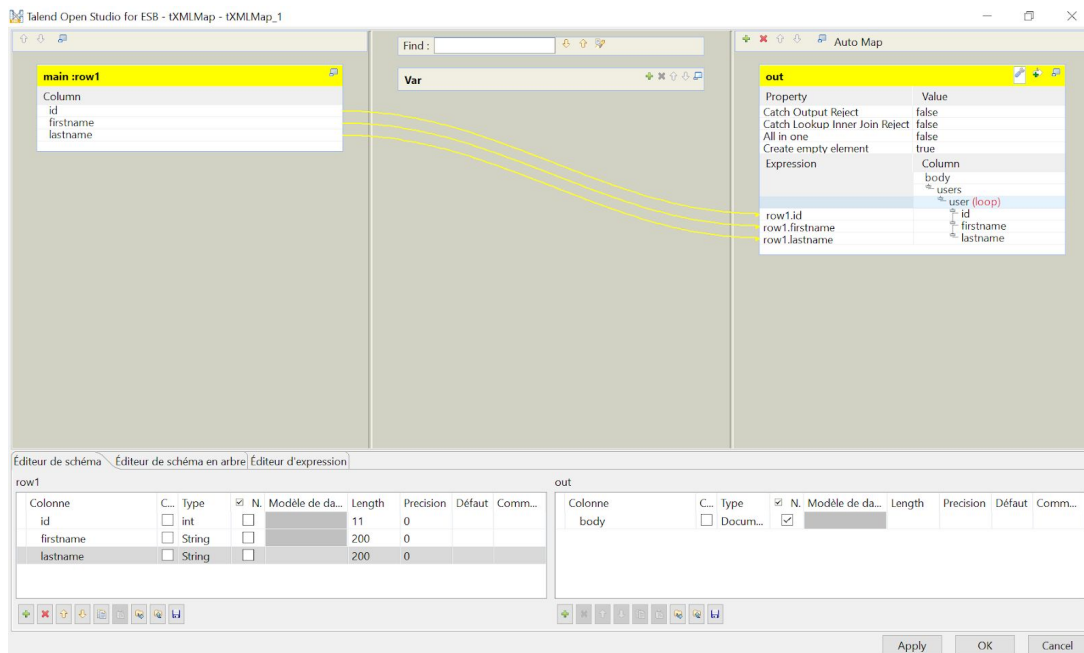 Talend Open Studio for ESB - tXMLMap - tXMLMap_1
Find :
Auto Map
main :row1
Column
id
firstname
lastname
Var
out
Property Value
Catch Output Reject false
Catch Lookup Inner Join Reject false
All in one false
Create empty element true
Expression Column
body
users
user (loop)
row1.id id
row1.firstname firstname
row1.lastname lastname
Éditeur de schéma Éditeur de schéma en arbre Éditeur d'expression
row1
Colonne C... Type N. Modèle de da... Length Precision Défaut Comm...
id int 11 0
firstname String 200 0
lastname String 200 0
out
Colonne C... Type N. Modèle de da... Length Precision Défaut Comm...
body Docum...
Apply OK Cancel